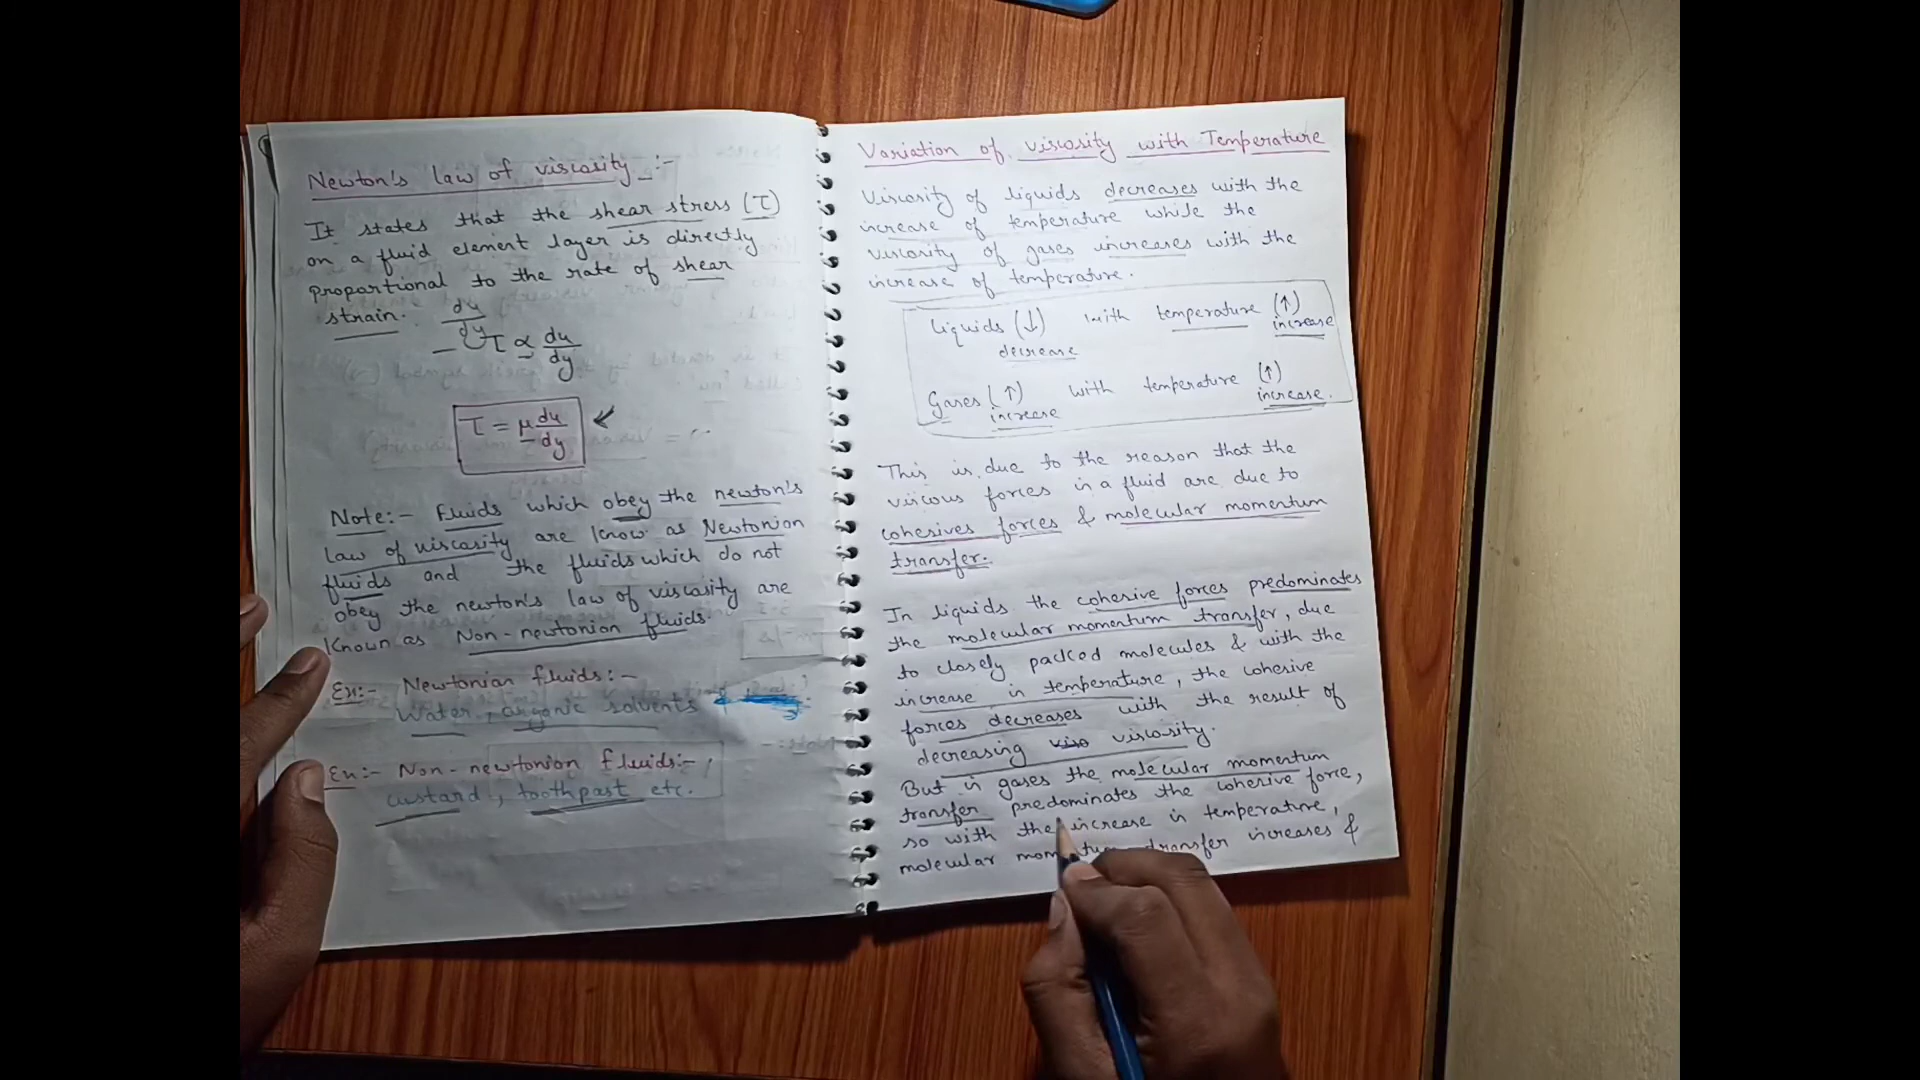 Newton's law of viscosity :-
It states that the shear stress (τ)
on a fluid element layer is directly
proportional to the rate of shear
strain. du/dy
τ ∝ du/dy
τ = μ du/dy
Note:- Fluids which obey the newton's
law of viscosity are know as Newtonian
fluids and the fluids which do not
obey the newton's law of viscosity are
Known as Non-newtonian fluids.
Ex:- Newtonian fluids:-
Water, organic solvents
Ex:- Non-newtonian fluids:-
custard, toothpast etc.
Variation of viscosity with Temperature
Viscosity of liquids decreases with the
increase of temperature while the
viscosity of gases increases with the
increase of temperature.
liquids (↓) with temperature (↑)
decrease increase
Gases (↑) with temperature (↑)
increase increase.
This is due to the reason that the
viscous forces in a fluid are due to
cohesives forces & molecular momentum
transfer.
In liquids the cohesive forces predominates
the molecular momentum transfer, due
to closely packed molecules & with the
increase in temperature, the cohesive
forces decreases with the result of
decreasing viscosity.
But in gases the molecular momentum
transfer predominates the cohesive force,
so with the increase in temperature,
molecular transfer increases &